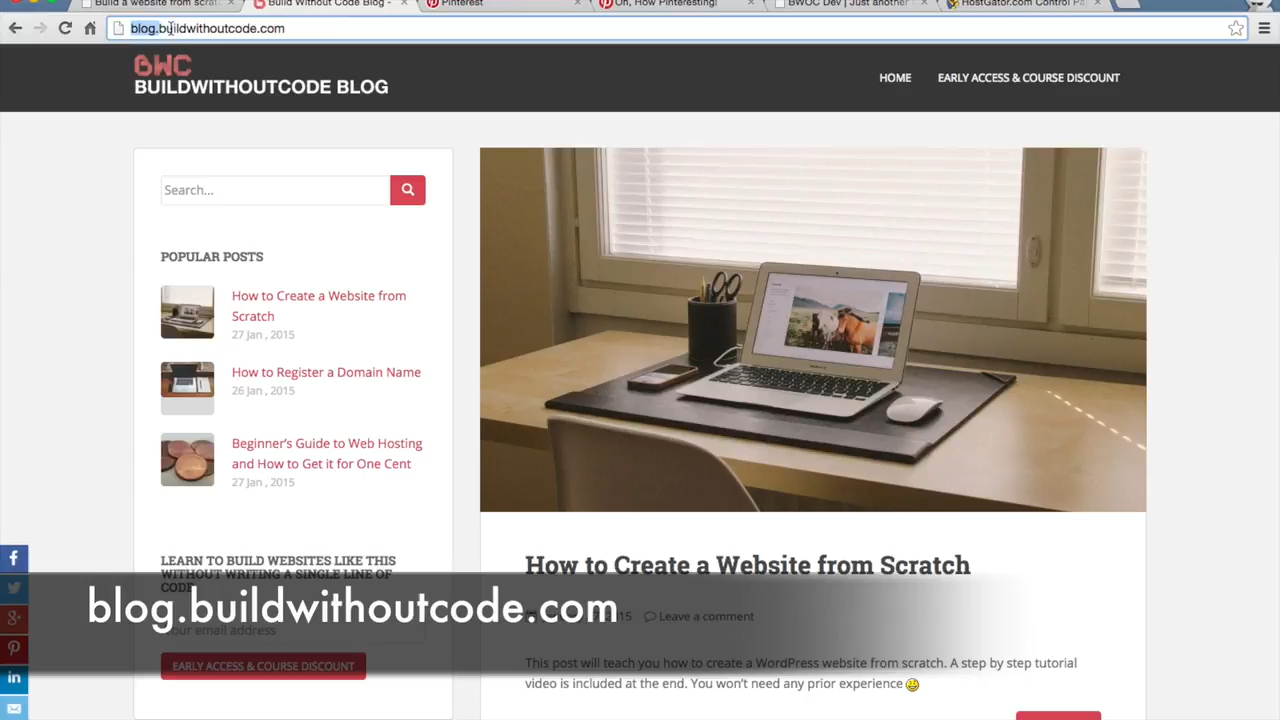 Build a website from scrat
Build Without Code Blog -
Pinterest
Oh, How Pinteresting!
BWOC Dev | Just another
HostGator.com Control Pa
blog.buildwithoutcode.com
BWC
BUILDWITHOUTCODE BLOG
HOME
EARLY ACCESS & COURSE DISCOUNT
Search...
POPULAR POSTS
How to Create a Website from
Scratch
27 Jan , 2015
How to Register a Domain Name
26 Jan , 2015
Beginner's Guide to Web Hosting
and How to Get it for One Cent
27 Jan , 2015
LEARN TO BUILD WEBSITES LIKE THIS
WITHOUT WRITING A SINGLE LINE OF
CODE
your email address
EARLY ACCESS & COURSE DISCOUNT
How to Create a Website from Scratch
2015 Leave a comment
This post will teach you how to create a WordPress website from scratch. A step by step tutorial
video is included at the end. You won't need any prior experience
blog.buildwithoutcode.com